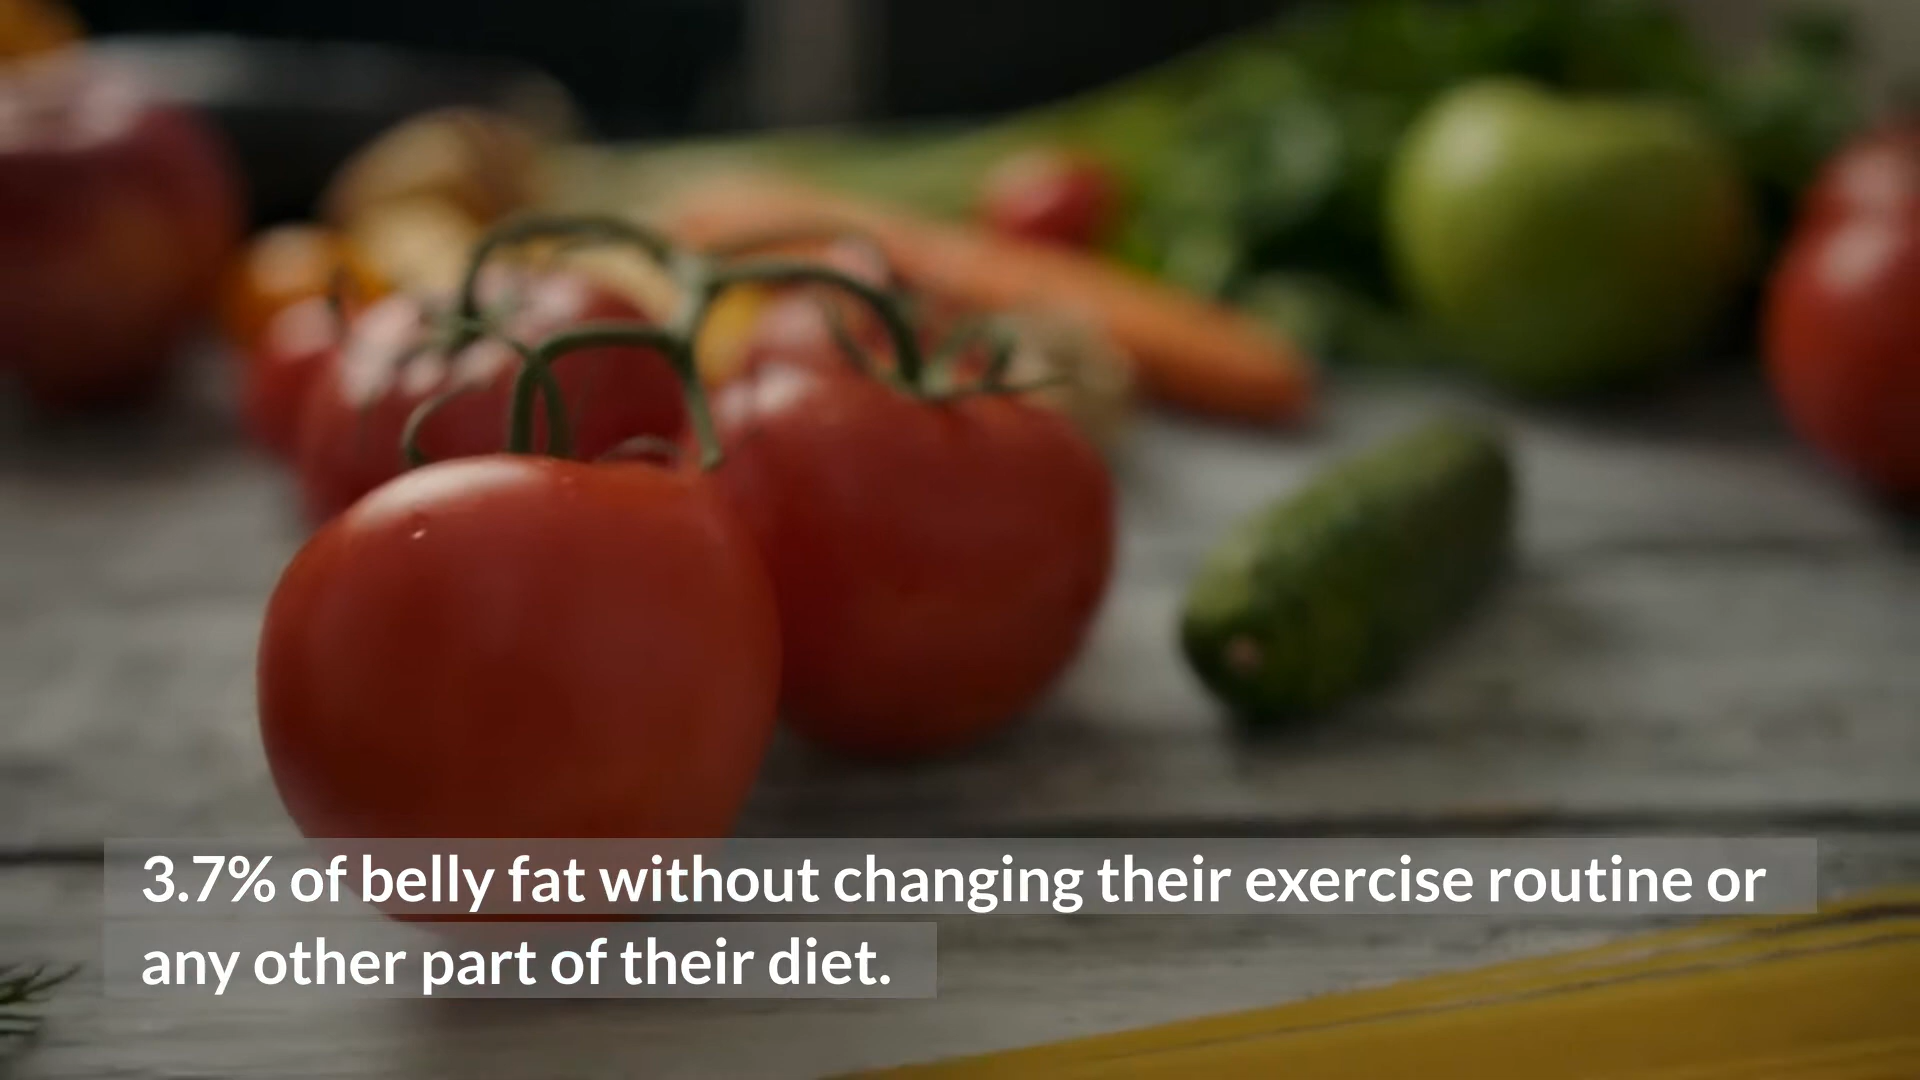 3.7% of belly fat without changing their exercise routine or
any other part of their diet.